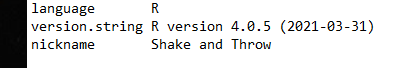 language       R
version.string R version 4.0.5 (2021-03-31)
nickname       Shake and Throw